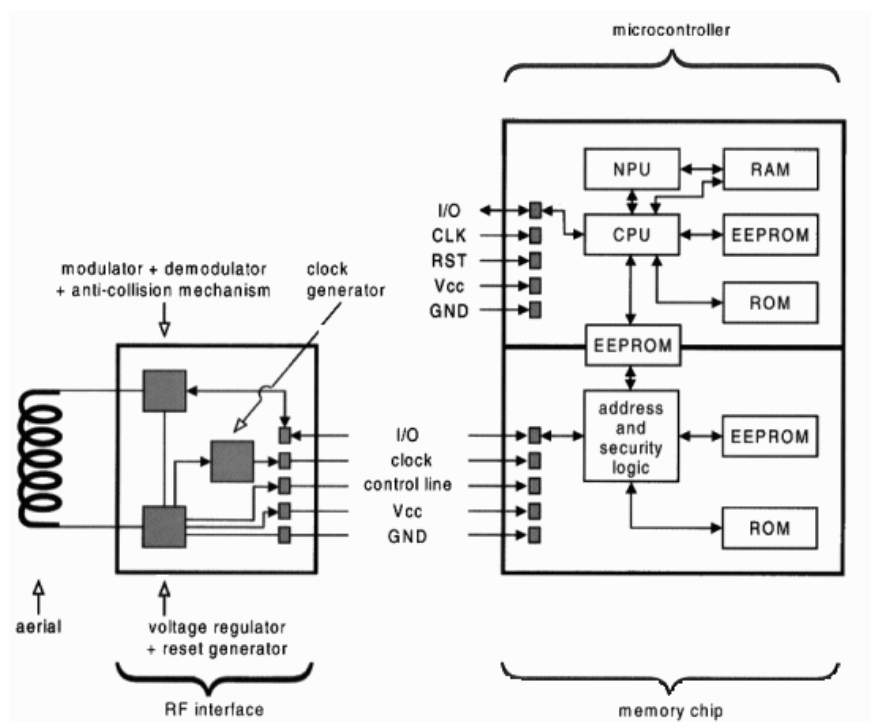 microcontroller
NPU
RAM
I/O
CLK
RST
Vcc
GND
CPU
EEPROM
ROM
EEPROM
modulator + demodulator
+ anti-collision mechanism
clock
generator
I/O
clock
control line
Vcc
GND
address
and
security
logic
EEPROM
ROM
aerial
voltage regulator
+ reset generator
RF interface
memory chip